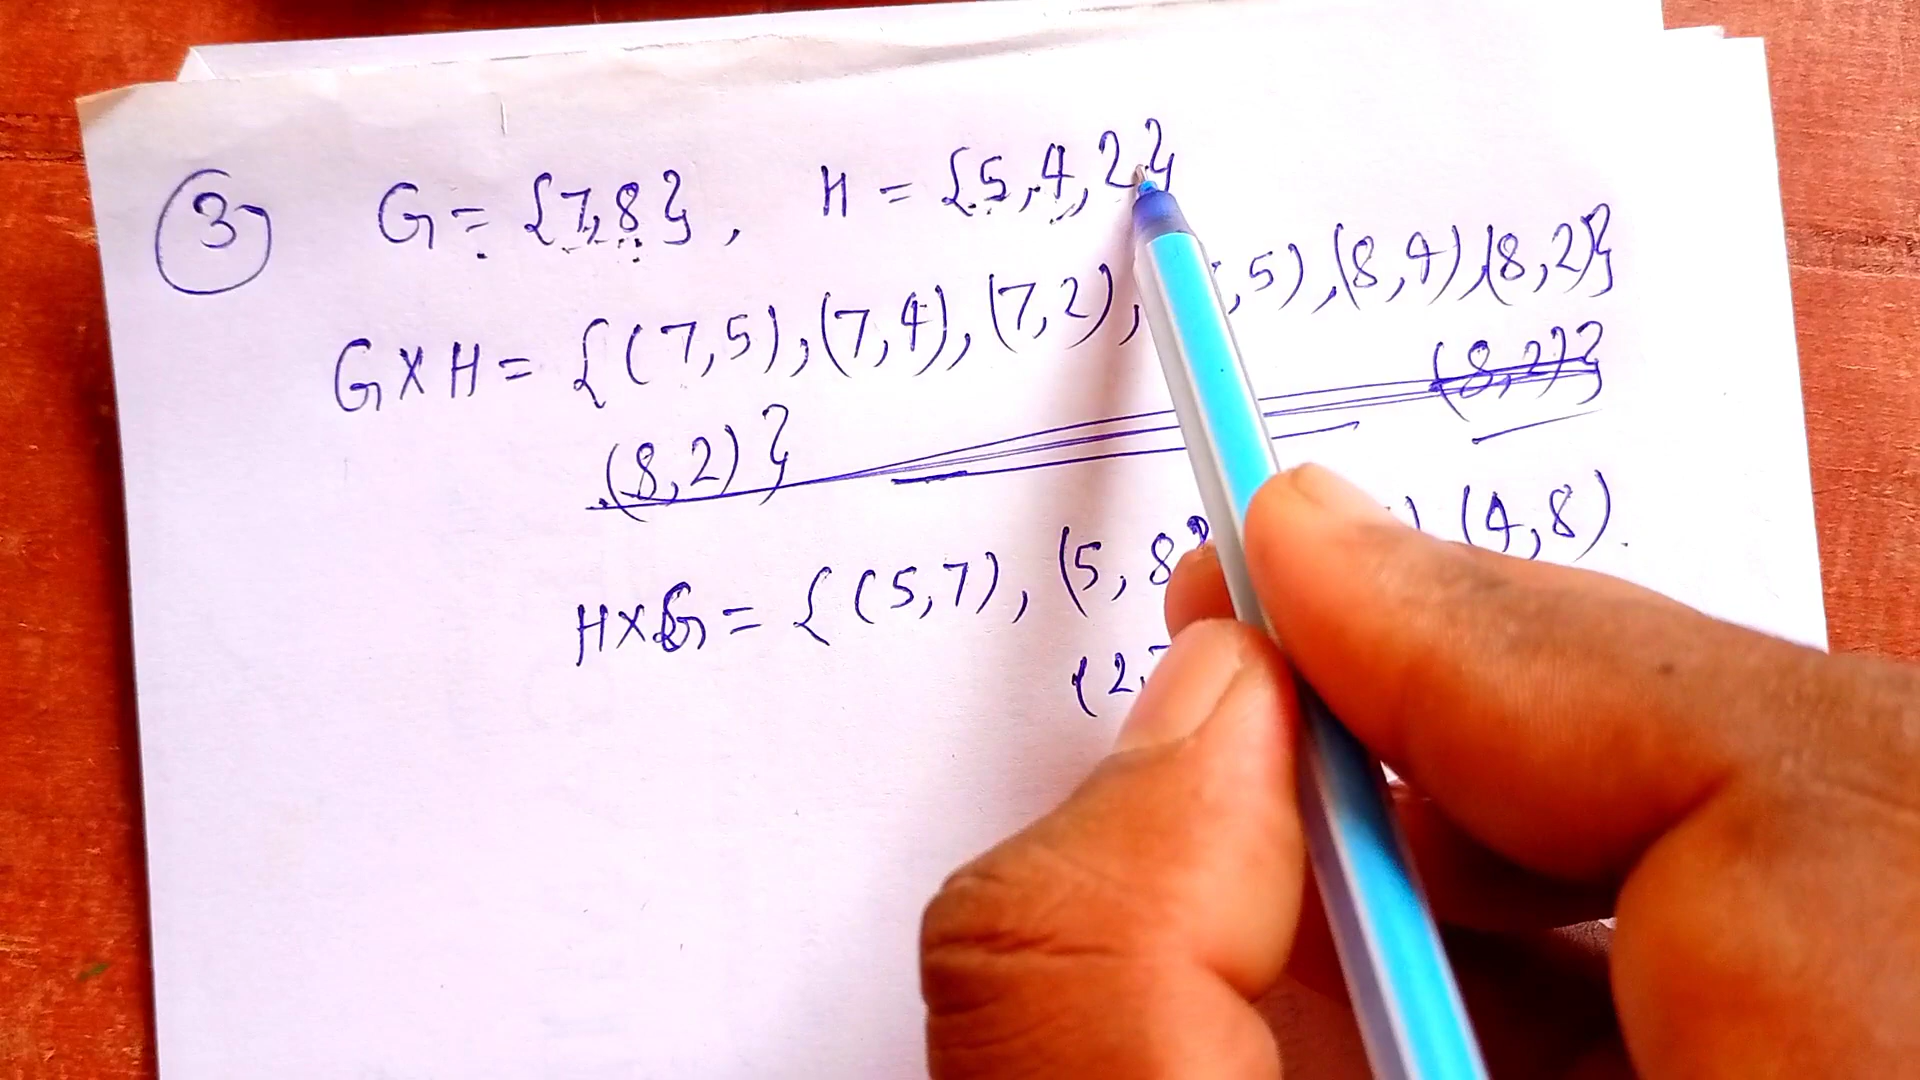 3 G = {7,8}, H = {5,4,2}
G×H = {(7,5),(7,4),(7,2), ,5),(8,4),(8,2)}
(8,2)}
(8,2)}
H×G = {(5,7), (5,8 ) (4,8)
(2,